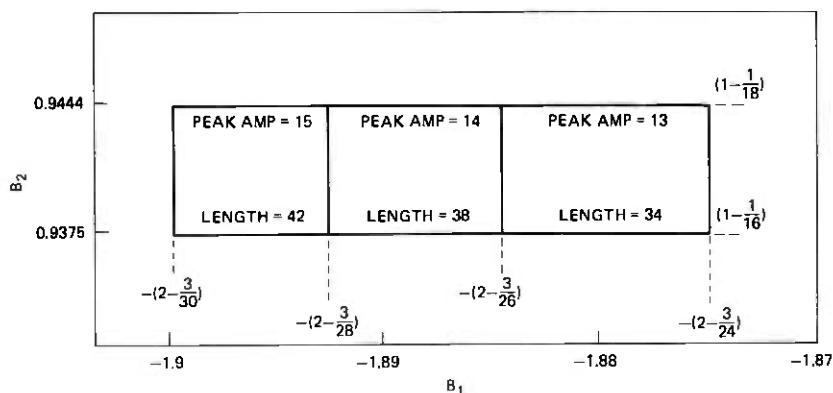 (1-1/18)
0.9444
PEAK AMP = 15 PEAK AMP = 14 PEAK AMP = 13
B2
LENGTH = 42 LENGTH = 38 LENGTH = 34
(1-1/16)
0.9375
-(2-3/30) -(2-3/28) -(2-3/26) -(2-3/24)
-1.9 -1.89 -1.88 -1.87
B1